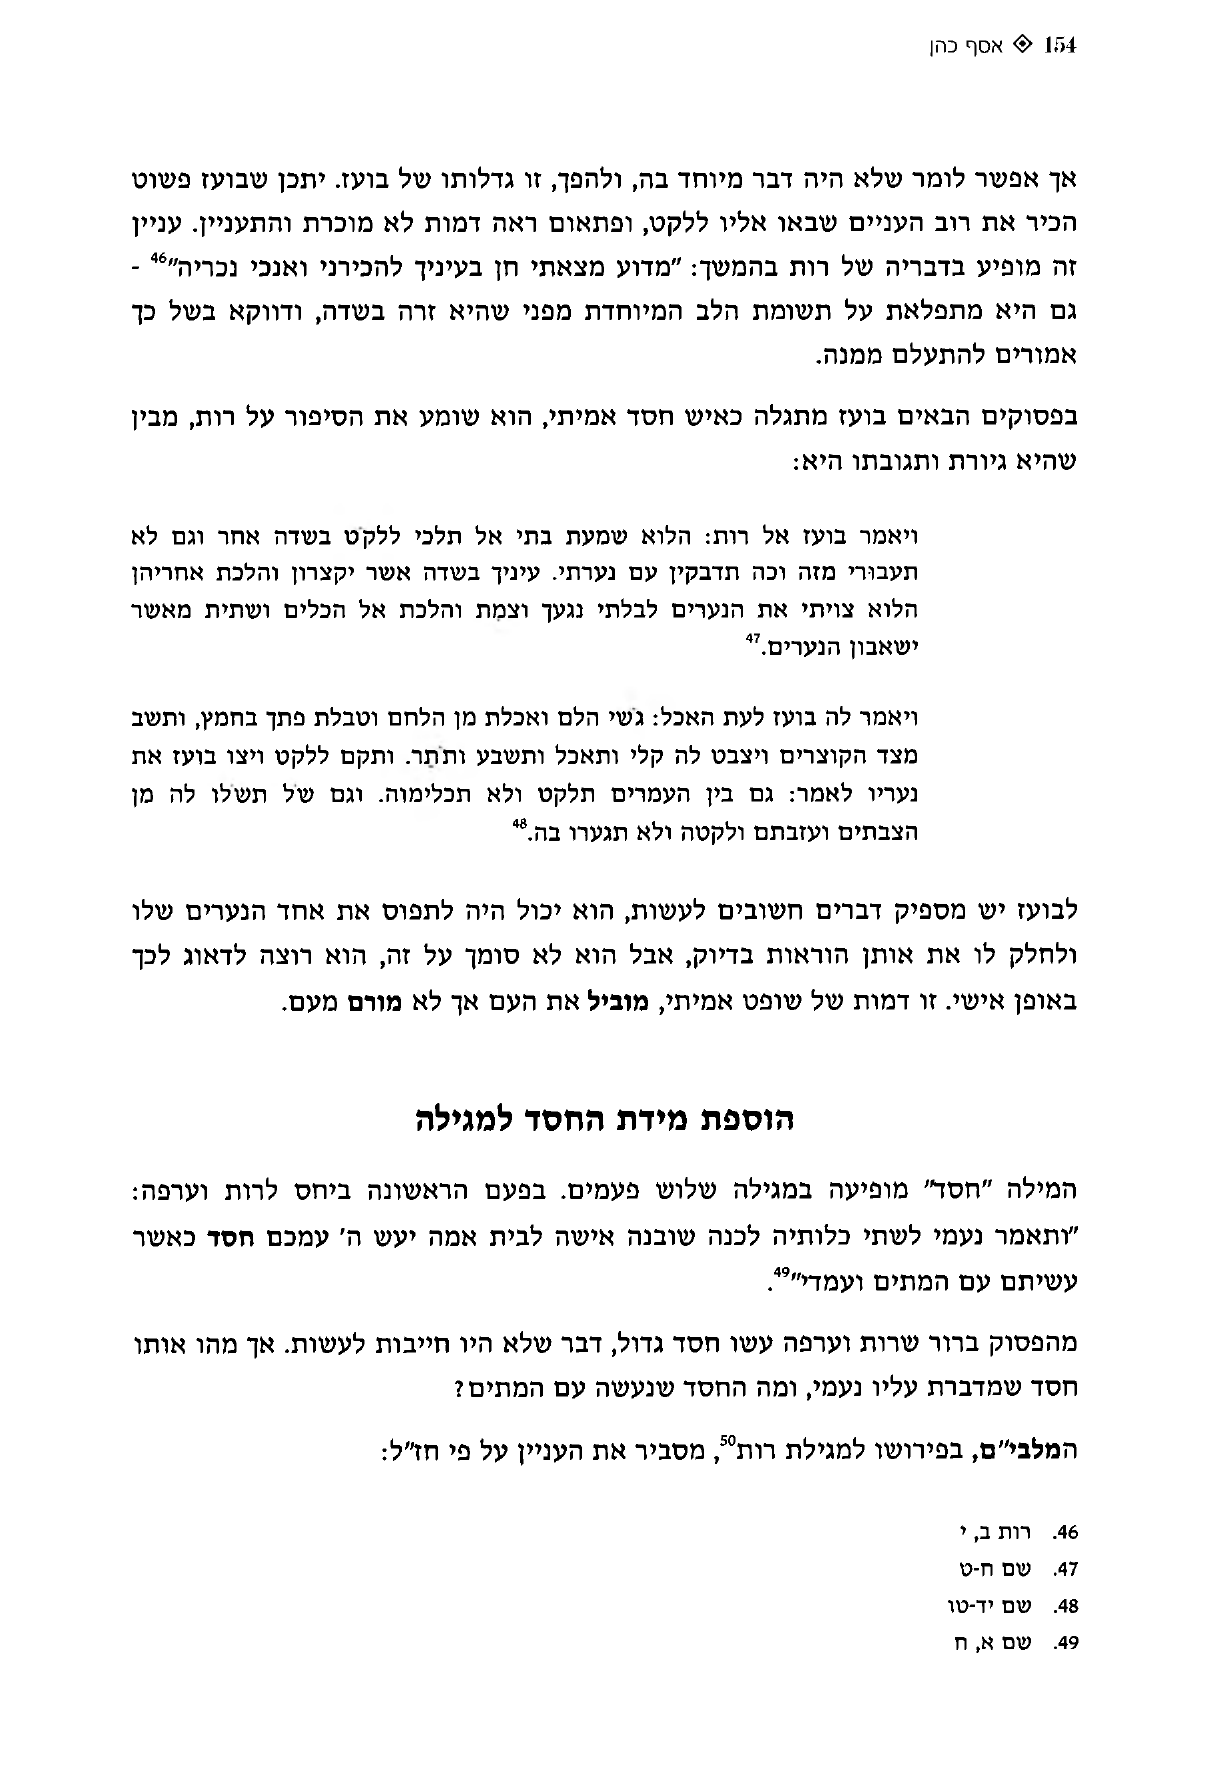 154 ◈ אסף כהן
אך אפשר לומר שלא היה דבר מיוחד בה, ולהפך, זו גדלותו של בועז. יתכן שבועז פשוט
הכיר את רוב העניים שבאו אליו ללקט, ופתאום ראה דמות לא מוכרת והתעניין. עניין
זה מופיע בדבריה של רות בהמשך: "מדוע מצאתי חן בעיניך להכירני ואנכי נכריה"46 -
גם היא מתפלאת על תשומת הלב המיוחדת מפני שהיא זרה בשדה, ודווקא בשל כך
אמורים להתעלם ממנה.
בפסוקים הבאים בועז מתגלה כאיש חסד אמיתי, הוא שומע את הסיפור על רות, מבין
שהיא גיורת ותגובתו היא:
ויאמר בועז אל רות: הלוא שמעת בתי אל תלכי ללקט בשדה אחר וגם לא
תעבורי מזה וכה תדבקין עם נערתי. עיניך בשדה אשר יקצרון והלכת אחריהן
הלוא צויתי את הנערים לבלתי נגעך וצמת והלכת אל הכלים ושתית מאשר
ישאבון הנערים.47
ויאמר לה בועז לעת האכל: גשי הלם ואכלת מן הלחם וטבלת פתך בחמץ, ותשב
מצד הקוצרים ויצבט לה קלי ותאכל ותשבע ותתר. ותקם ללקט ויצו בועז את
נעריו לאמר: גם בין העמרים תלקט ולא תכלימוה. וגם של תשלו לה מן
הצבתים ועזבתם ולקטה ולא תגערו בה.48
לבועז יש מספיק דברים חשובים לעשות, הוא יכול היה לתפוס את אחד הנערים שלו
ולחלק לו את אותן הוראות בדיוק, אבל הוא לא סומך על זה, הוא רוצה לדאוג לכך
באופן אישי. זו דמות של שופט אמיתי, מוביל את העם אך לא מורם מעם.
הוספת מידת החסד למגילה
המילה "חסד" מופיעה במגילה שלוש פעמים. בפעם הראשונה ביחס לרות וערפה:
"ותאמר נעמי לשתי כלותיה לכנה שובנה אישה לבית אמה יעש ה' עמכם חסד כאשר
עשיתם עם המתים ועמדי"49.
מהפסוק ברור שרות וערפה עשו חסד גדול, דבר שלא היו חייבות לעשות. אך מהו אותו
חסד שמדברת עליו נעמי, ומה החסד שנעשה עם המתים?
המלבי"ם, בפירושו למגילת רות50, מסביר את העניין על פי חז"ל:
46. רות ב, י
47. שם ח-ט
48. שם יד-טו
49. שם א, ח